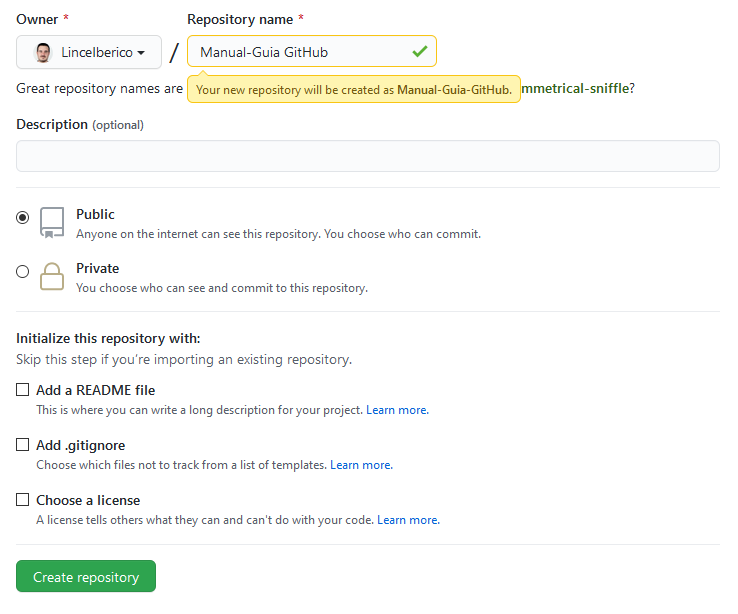 Owner * Repository name *
LinceIberico / Manual-Guia GitHub
Great repository names are mmetrical-sniffle?
Your new repository will be created as Manual-Guia-GitHub.
Description (optional)
Public
Anyone on the internet can see this repository. You choose who can commit.
Private
You choose who can see and commit to this repository.
Initialize this repository with:
Skip this step if you’re importing an existing repository.
Add a README file
This is where you can write a long description for your project. Learn more.
Add .gitignore
Choose which files not to track from a list of templates. Learn more.
Choose a license
A license tells others what they can and can't do with your code. Learn more.
Create repository